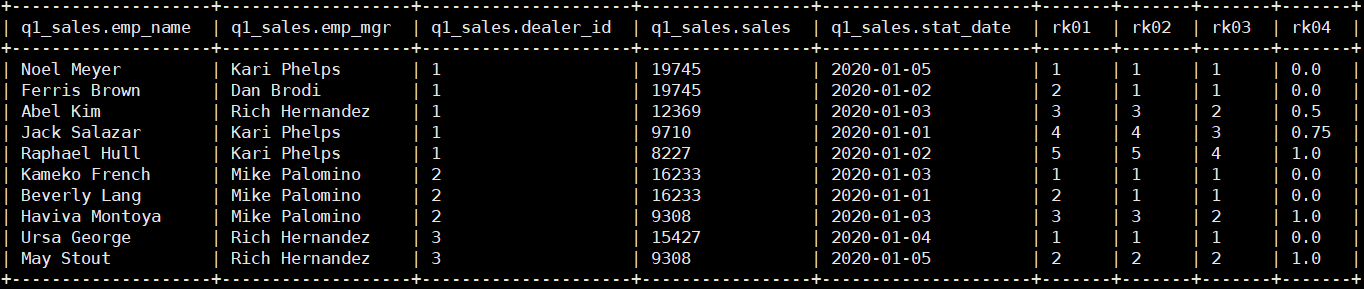 | q1_sales.emp_name | q1_sales.emp_mgr | q1_sales.dealer_id | q1_sales.sales | q1_sales.stat_date | rk01 | rk02 | rk03 | rk04 |
| Noel Meyer | Kari Phelps | 1 | 19745 | 2020-01-05 | 1 | 1 | 1 | 0.0 |
| Ferris Brown | Dan Brodi | 1 | 19745 | 2020-01-02 | 2 | 1 | 1 | 0.0 |
| Abel Kim | Rich Hernandez | 1 | 12369 | 2020-01-03 | 3 | 3 | 2 | 0.5 |
| Jack Salazar | Kari Phelps | 1 | 9710 | 2020-01-01 | 4 | 4 | 3 | 0.75 |
| Raphael Hull | Kari Phelps | 1 | 8227 | 2020-01-02 | 5 | 5 | 4 | 1.0 |
| Kameko French | Mike Palomino | 2 | 16233 | 2020-01-03 | 1 | 1 | 1 | 0.0 |
| Beverly Lang | Mike Palomino | 2 | 16233 | 2020-01-01 | 2 | 1 | 1 | 0.0 |
| Haviva Montoya | Mike Palomino | 2 | 9308 | 2020-01-03 | 3 | 3 | 2 | 1.0 |
| Ursa George | Rich Hernandez | 3 | 15427 | 2020-01-04 | 1 | 1 | 1 | 0.0 |
| May Stout | Rich Hernandez | 3 | 9308 | 2020-01-05 | 2 | 2 | 2 | 1.0 |